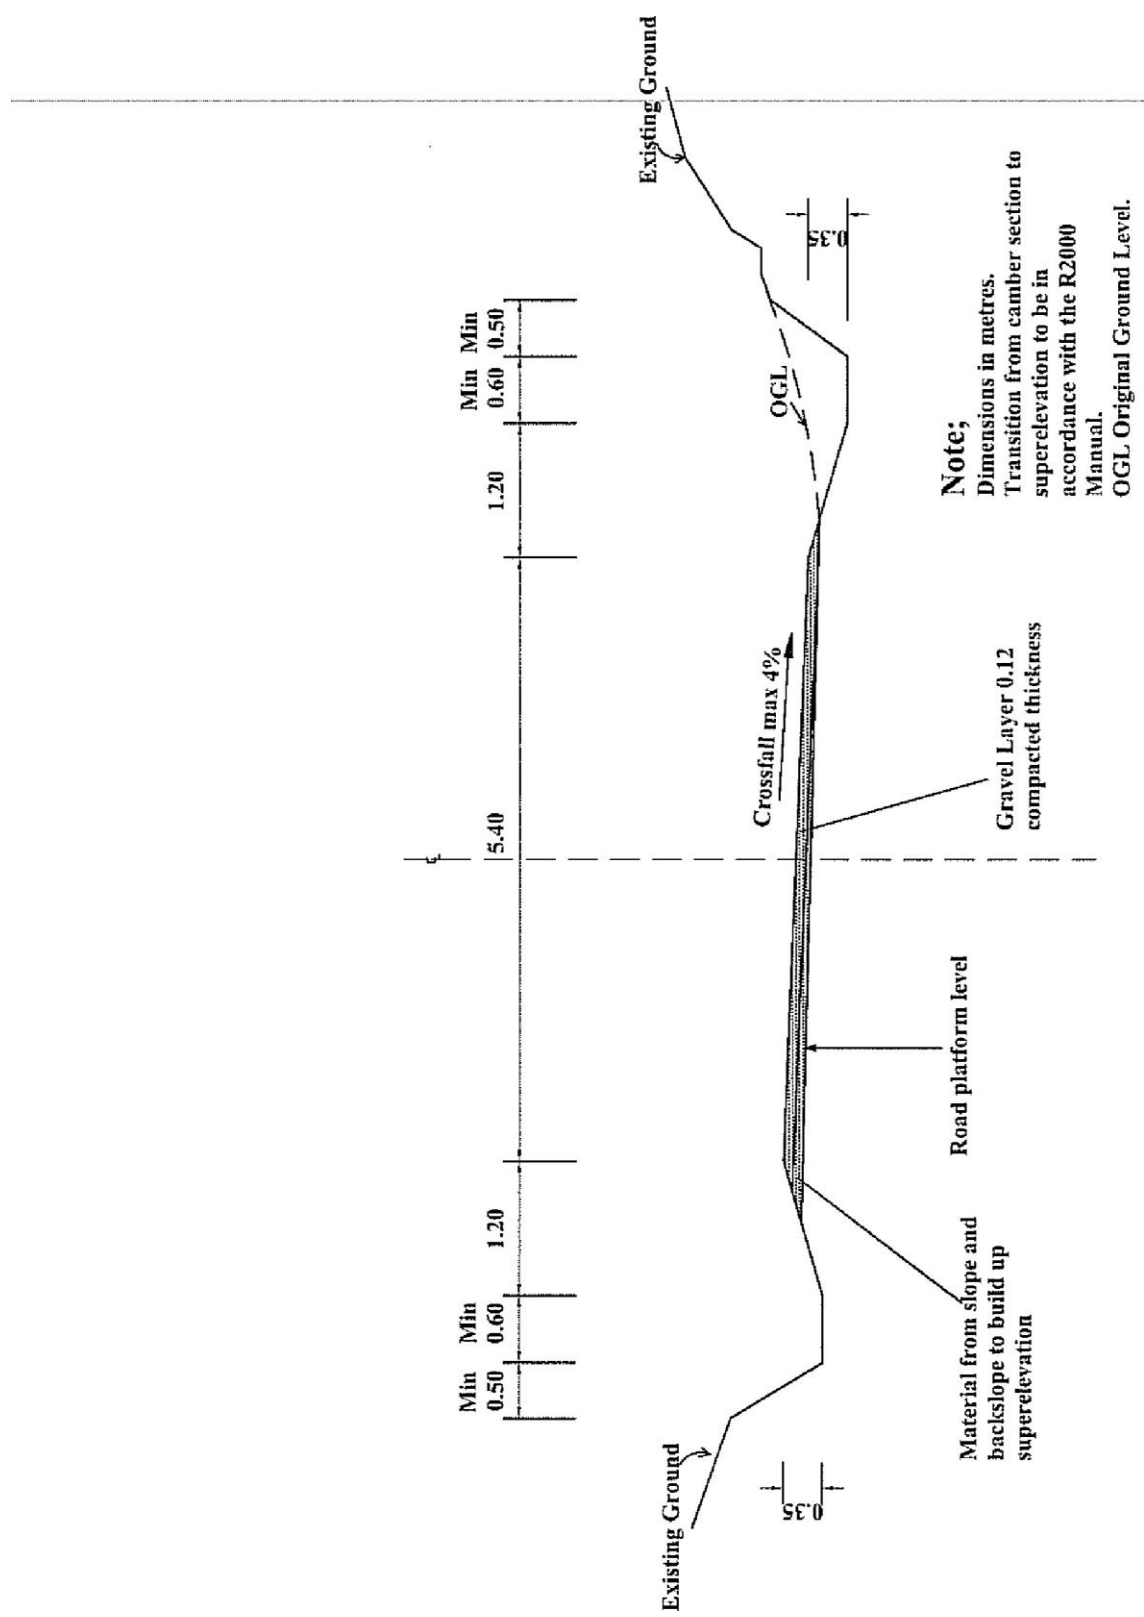 Min
0.50
Min
0.60
1.20
5.40
1.20
Min
0.60
Min
0.50
Existing Ground
Existing Ground
Crossfall max 4%
OGL
0.35
0.35
Material from slope and
backslope to build up
superelevation
Road platform level
Gravel Layer 0.12
compacted thickness
Note;
Dimensions in metres.
Transition from camber section to
superelevation to be in
accordance with the R2000
Manual.
OGL Original Ground Level.